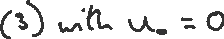 (3) with u₀ = 0